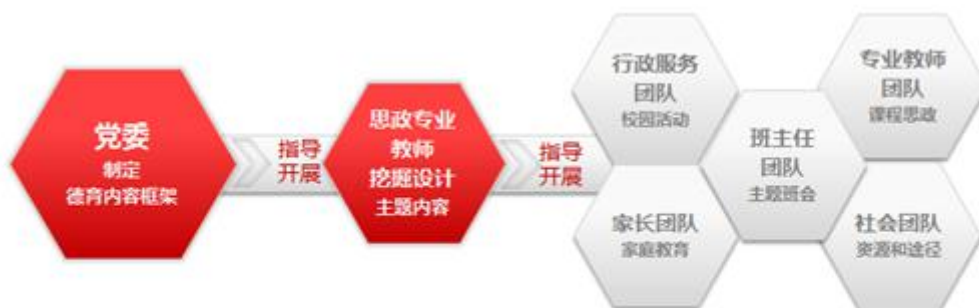 党委
制定
德育内容框架
指导
开展
思政专业
教师
挖掘设计
主题内容
指导
开展
行政服务
团队
校园活动
专业教师
团队
课程思政
班主任
团队
主题班会
家长团队
家庭教育
社会团队
资源和途径